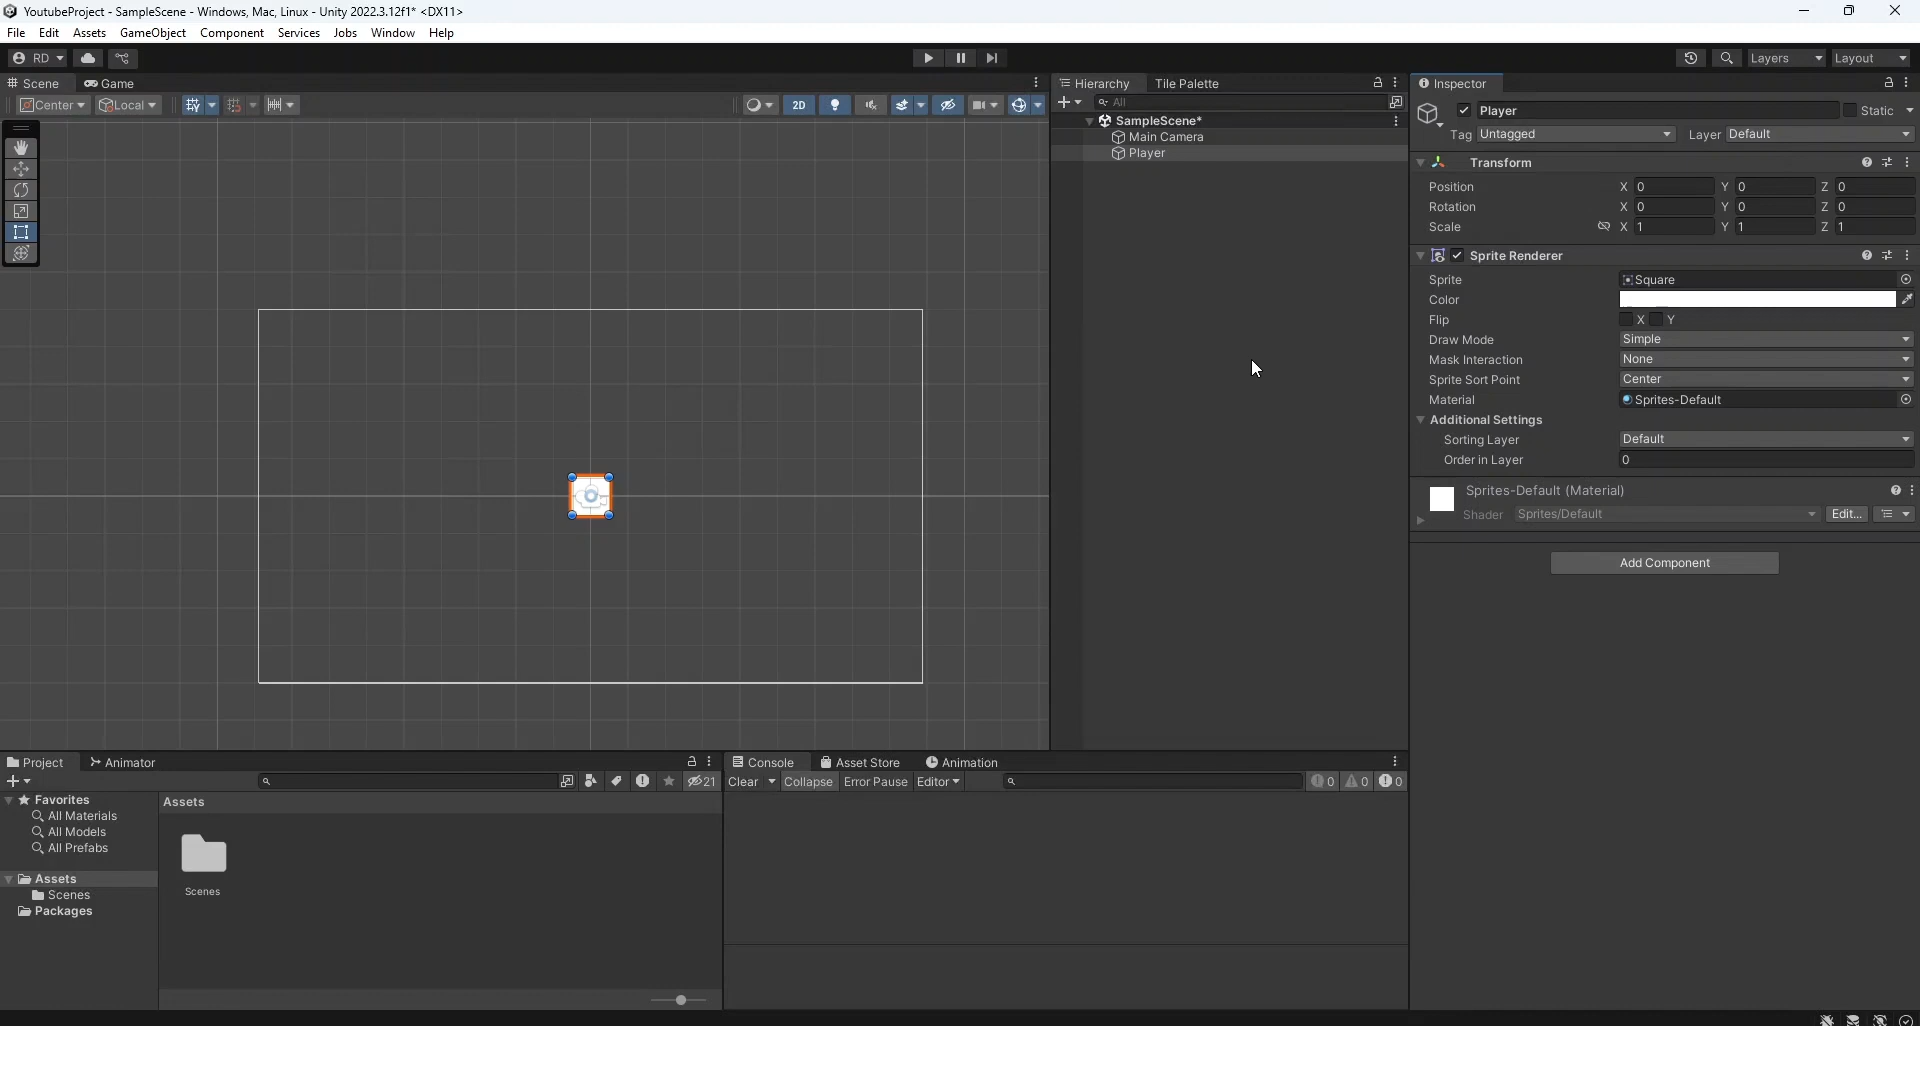 YoutubeProject - SampleScene - Windows, Mac, Linux - Unity 2022.3.12f1* <DX11>
File Edit Assets GameObject Component Services Jobs Window Help
RD Layers Layout
Scene Game
Center Local 2D
Hierarchy Tile Palette
All
SampleScene*
Main Camera
Player
Inspector
Player Static
Tag Untagged Layer Default
Transform
Position X 0 Y 0 Z 0
Rotation X 0 Y 0 Z 0
Scale X 1 Y 1 Z 1
Sprite Renderer
Sprite Square
Color
Flip X Y
Draw Mode Simple
Mask Interaction None
Sprite Sort Point Center
Material Sprites-Default
Additional Settings
Sorting Layer Default
Order in Layer 0
Sprites-Default (Material)
Shader Sprites/Default Edit...
Add Component
Project Animator
21
Favorites
All Materials
All Models
All Prefabs
Assets
Scenes
Packages
Assets
Scenes
Console Asset Store Animation
Clear Collapse Error Pause Editor 0 0 0